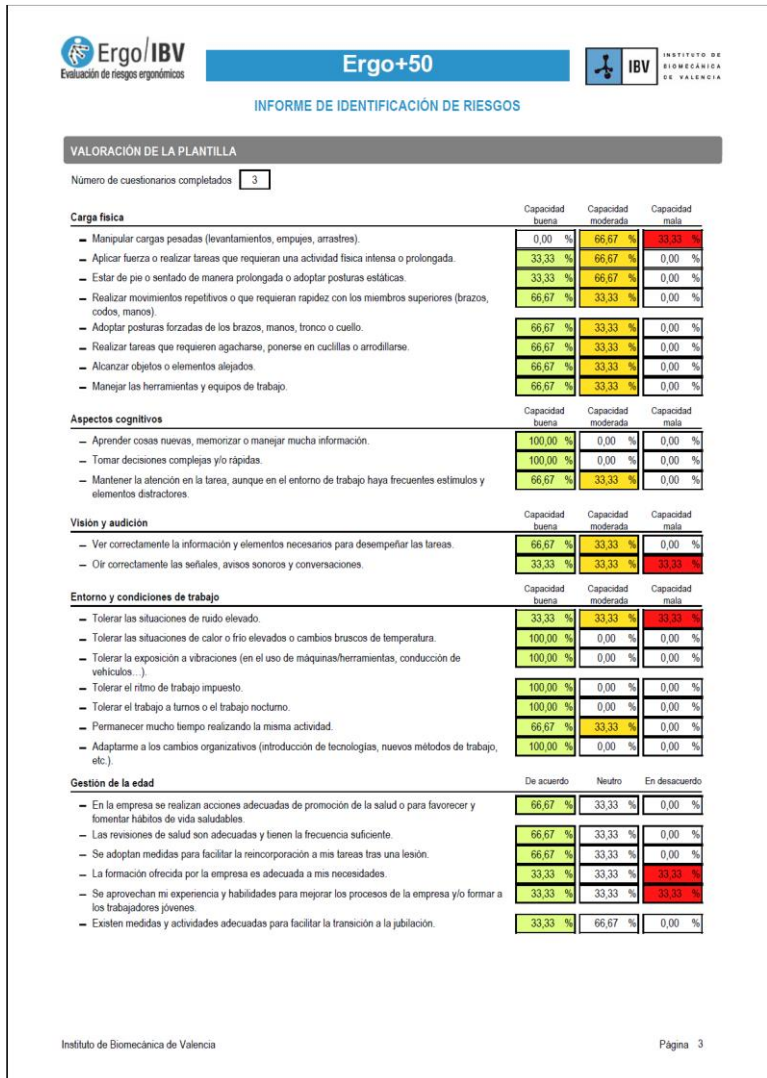 Ergo/IBV
Evaluación de riesgos ergonómicos
Ergo+50
IBV
INSTITUTO DE
BIOMECÁNICA
DE VALENCIA
INFORME DE IDENTIFICACIÓN DE RIESGOS
VALORACIÓN DE LA PLANTILLA
Número de cuestionarios completados 3
Carga física Capacidad buena Capacidad moderada Capacidad mala
– Manipular cargas pesadas (levantamientos, empujes, arrastres). 0,00 % 66,67 % 33,33 %
– Aplicar fuerza o realizar tareas que requieran una actividad física intensa o prolongada. 33,33 % 66,67 % 0,00 %
– Estar de pie o sentado de manera prolongada o adoptar posturas estáticas. 33,33 % 66,67 % 0,00 %
– Realizar movimientos repetitivos o que requieran rapidez con los miembros superiores (brazos, 66,67 % 33,33 % 0,00 %
codos, manos).
– Adoptar posturas forzadas de los brazos, manos, tronco o cuello. 66,67 % 33,33 % 0,00 %
– Realizar tareas que requieren agacharse, ponerse en cuclillas o arrodillarse. 66,67 % 33,33 % 0,00 %
– Alcanzar objetos o elementos alejados. 66,67 % 33,33 % 0,00 %
– Manejar las herramientas y equipos de trabajo. 66,67 % 33,33 % 0,00 %
Aspectos cognitivos Capacidad buena Capacidad moderada Capacidad mala
– Aprender cosas nuevas, memorizar o manejar mucha información. 100,00 % 0,00 % 0,00 %
– Tomar decisiones complejas y/o rápidas. 100,00 % 0,00 % 0,00 %
– Mantener la atención en la tarea, aunque en el entorno de trabajo haya frecuentes estímulos y 66,67 % 33,33 % 0,00 %
elementos distractores.
Visión y audición Capacidad buena Capacidad moderada Capacidad mala
– Ver correctamente la información y elementos necesarios para desempeñar las tareas. 66,67 % 33,33 % 0,00 %
– Oír correctamente las señales, avisos sonoros y conversaciones. 33,33 % 33,33 % 33,33 %
Entorno y condiciones de trabajo Capacidad buena Capacidad moderada Capacidad mala
– Tolerar las situaciones de ruido elevado. 33,33 % 33,33 % 33,33 %
– Tolerar las situaciones de calor o frío elevados o cambios bruscos de temperatura. 100,00 % 0,00 % 0,00 %
– Tolerar la exposición a vibraciones (en el uso de máquinas/herramientas, conducción de 100,00 % 0,00 % 0,00 %
vehículos…).
– Tolerar el ritmo de trabajo impuesto. 100,00 % 0,00 % 0,00 %
– Tolerar el trabajo a turnos o el trabajo nocturno. 100,00 % 0,00 % 0,00 %
– Permanecer mucho tiempo realizando la misma actividad. 66,67 % 33,33 % 0,00 %
– Adaptarme a los cambios organizativos (introducción de tecnologías, nuevos métodos de trabajo, 100,00 % 0,00 % 0,00 %
etc.).
Gestión de la edad De acuerdo Neutro En desacuerdo
– En la empresa se realizan acciones adecuadas de promoción de la salud o para favorecer y 66,67 % 33,33 % 0,00 %
fomentar hábitos de vida saludables.
– Las revisiones de salud son adecuadas y tienen la frecuencia suficiente. 66,67 % 33,33 % 0,00 %
– Se adoptan medidas para facilitar la reincorporación a mis tareas tras una lesión. 66,67 % 33,33 % 0,00 %
– La formación ofrecida por la empresa es adecuada a mis necesidades. 33,33 % 33,33 % 33,33 %
– Se aprovechan mi experiencia y habilidades para mejorar los procesos de la empresa y/o formar a 33,33 % 33,33 % 33,33 %
los trabajadores jóvenes.
– Existen medidas y actividades adecuadas para facilitar la transición a la jubilación. 33,33 % 66,67 % 0,00 %
Instituto de Biomecánica de Valencia Página 3